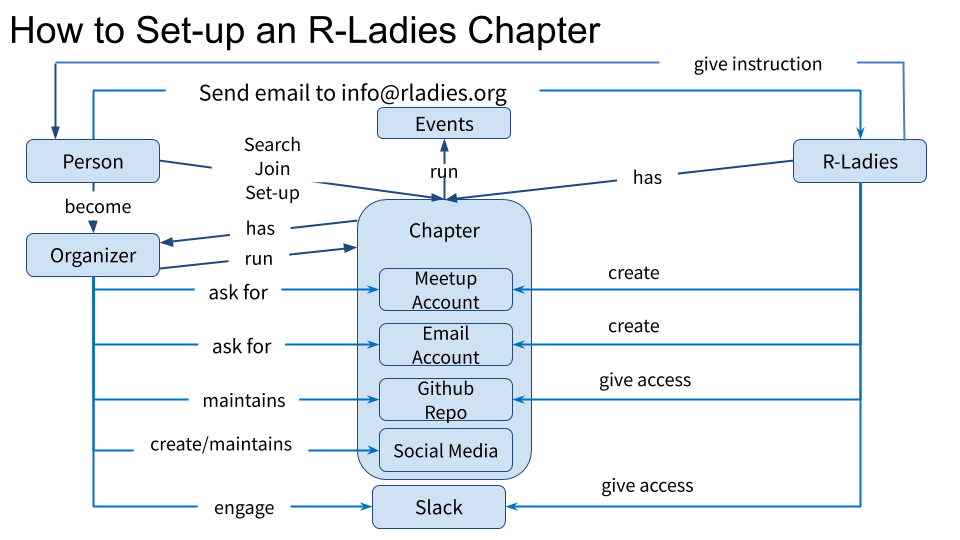 How to Set-up an R-Ladies Chapter
give instruction
Send email to info@rladies.org
Events
Person
Search
Join
Set-up
run
has
R-Ladies
become
has
Chapter
Organizer
run
ask for
Meetup
Account
create
ask for
Email
Account
create
maintains
Github
Repo
give access
create/maintains
Social Media
engage
Slack
give access